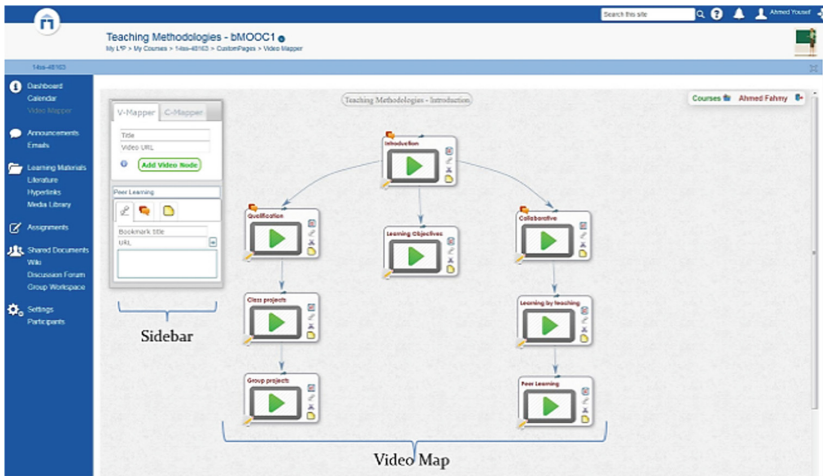 Search this site
Ahmed Yousef
Teaching Methodologies - bMOOC1
My L²P > My Courses > 14ss-48163 > CustomPages > Video Mapper
14ss-48163
Dashboard
Calendar
Video Mapper
Announcements
Emails
Learning Materials
Literature
Hyperlinks
Media Library
Assignments
Shared Documents
Wiki
Discussion Forum
Group Workspace
Settings
Participants
V-Mapper
C-Mapper
Title
Video URL
Add Video Node
Peer Learning
Bookmark title
URL
Sidebar
Teaching Methodologies - Introduction
Courses
Ahmed Fahmy
Introduction
Qualification
Learning Objectives
Collaborative
Class projects
Learning by teaching
Group projects
Peer Learning
Video Map